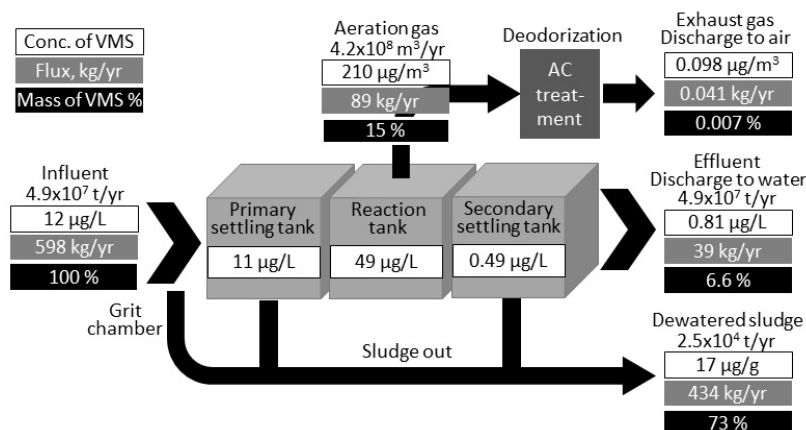 Conc. of VMS
Flux, kg/yr
Mass of VMS %
Aeration gas
4.2x10⁸ m³/yr
210 µg/m³
89 kg/yr
15 %
Deodorization
AC
treat-
ment
Exhaust gas
Discharge to air
0.098 µg/m³
0.041 kg/yr
0.007 %
Influent
4.9x10⁷ t/yr
12 µg/L
598 kg/yr
100 %
Grit
chamber
Primary
settling tank
11 µg/L
Reaction
tank
49 µg/L
Secondary
settling tank
0.49 µg/L
Effluent
Discharge to water
4.9x10⁷ t/yr
0.81 µg/L
39 kg/yr
6.6 %
Sludge out
Dewatered sludge
2.5x10⁴ t/yr
17 µg/g
434 kg/yr
73 %